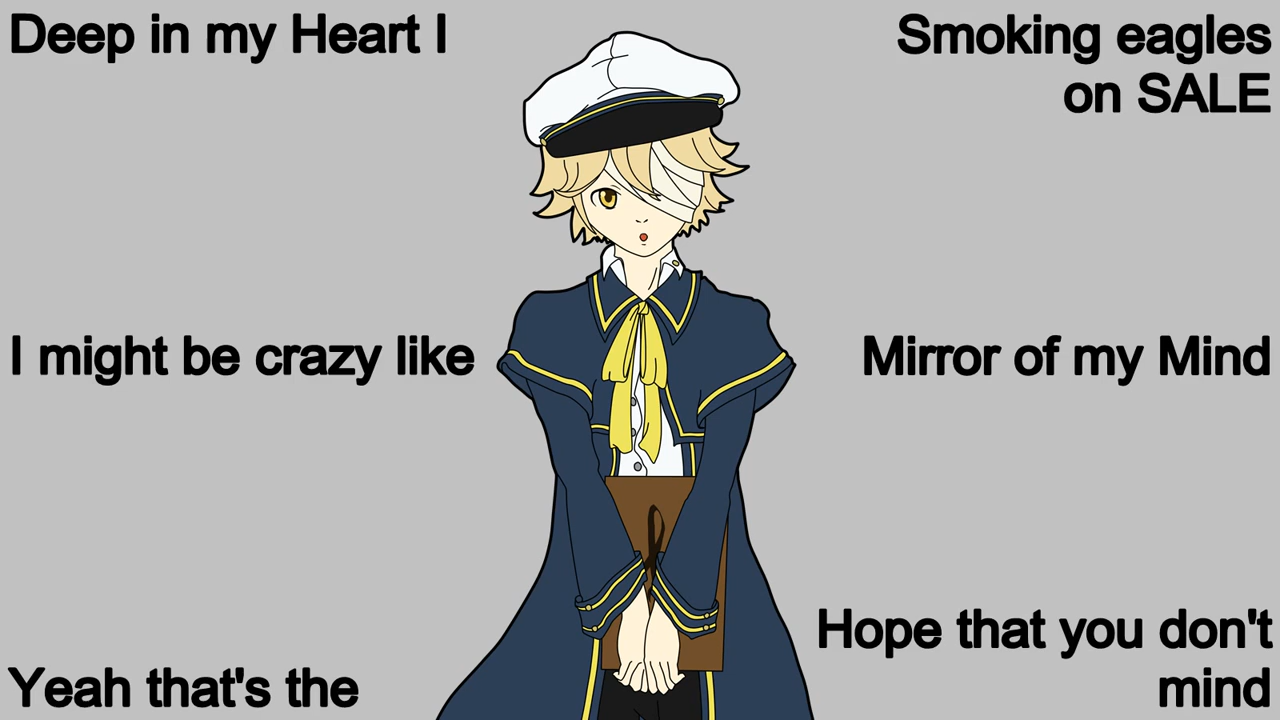 Deep in my Heart I
Smoking eagles
on SALE
I might be crazy like
Mirror of my Mind
Yeah that's the
Hope that you don't
mind